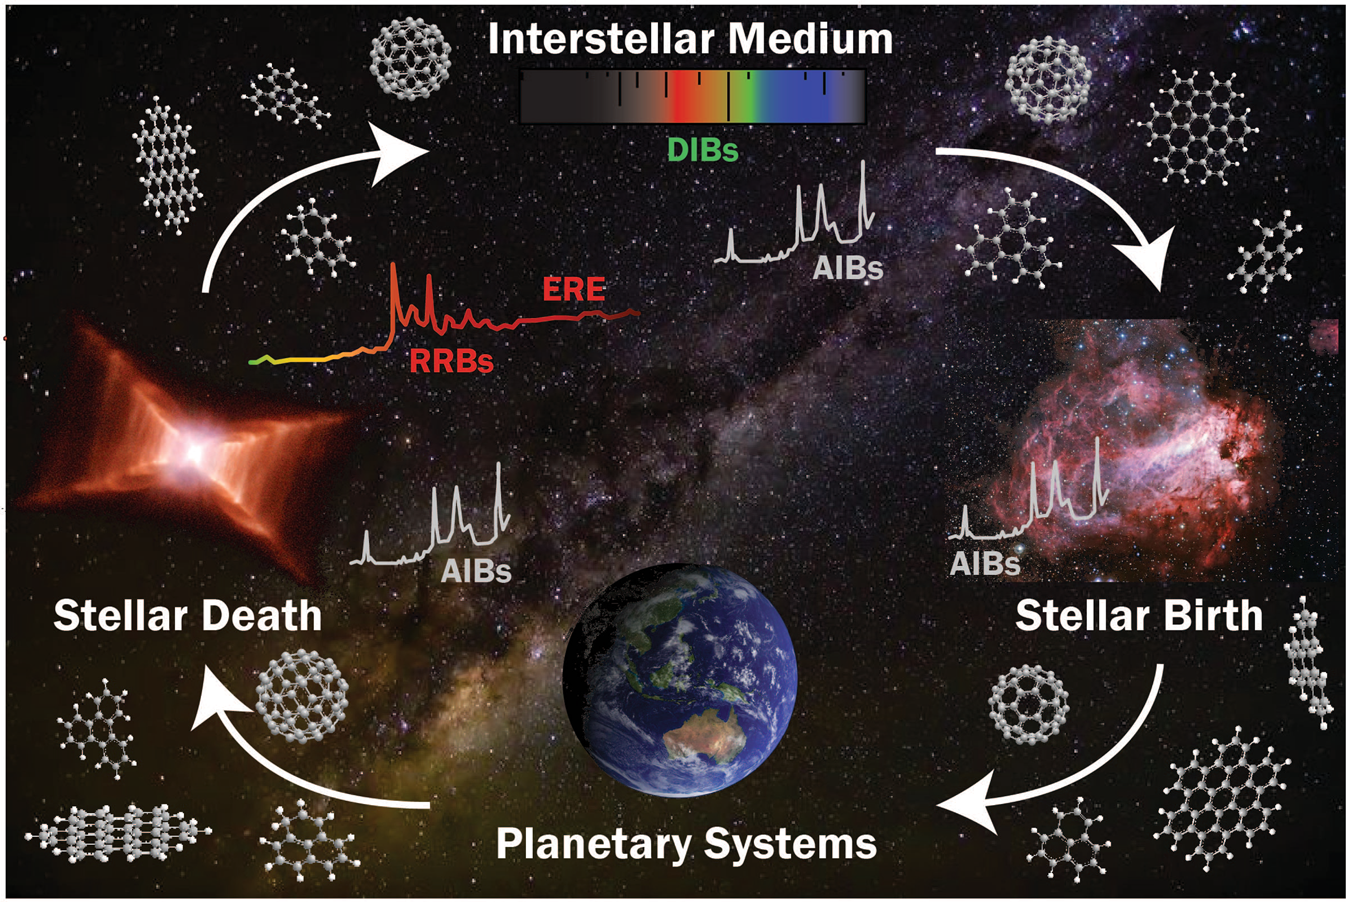 Interstellar Medium
DIBs
AIBs
ERE
RRBs
AIBs
AIBs
Stellar Death
Stellar Birth
Planetary Systems